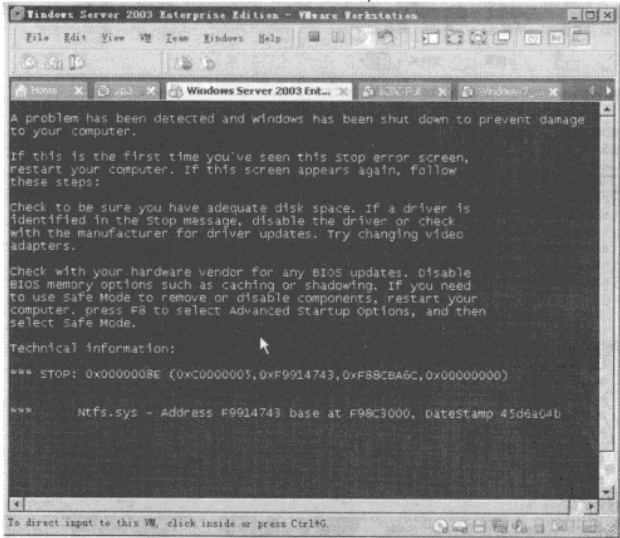 Windows Server 2003 Enterprise Edition - VMware Workstation
File Edit View VM Team Windows Help
Home sp3 Windows Server 2003 Ent...
A problem has been detected and windows has been shut down to prevent damage
to your computer.
If this is the first time you've seen this Stop error screen,
restart your computer. If this screen appears again, follow
these steps:
Check to be sure you have adequate disk space. If a driver is
identified in the Stop message, disable the driver or check
with the manufacturer for driver updates. Try changing video
adapters.
Check with your hardware vendor for any BIOS updates. Disable
BIOS memory options such as caching or shadowing. If you need
to use Safe Mode to remove or disable components, restart your
computer, press F8 to select Advanced Startup Options, and then
select Safe Mode.
Technical information:
*** STOP: 0x0000008E (0xC0000005,0xF9914743,0xF88CBA6C,0x00000000)
*** Ntfs.sys - Address F9914743 base at F98C3000, DateStamp 45d6a04b
To direct input to this VM, click inside or press Ctrl+G.